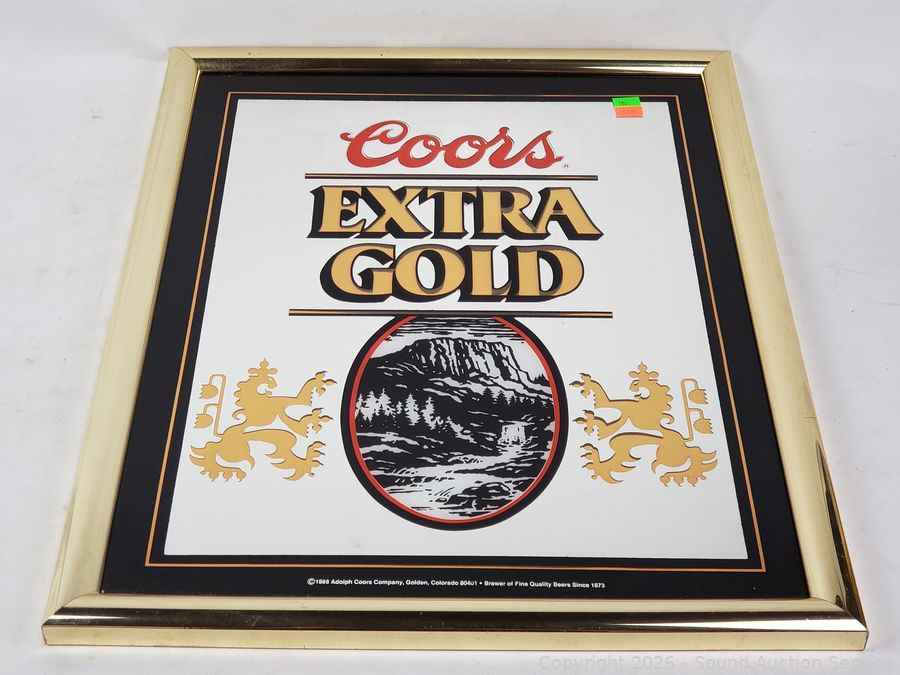 Coors®
EXTRA
GOLD
©1988 Adolph Coors Company, Golden, Colorado 80401 • Brewer of Fine Quality Beers Since 1873
Copyright 2026 - Sound Auction Service